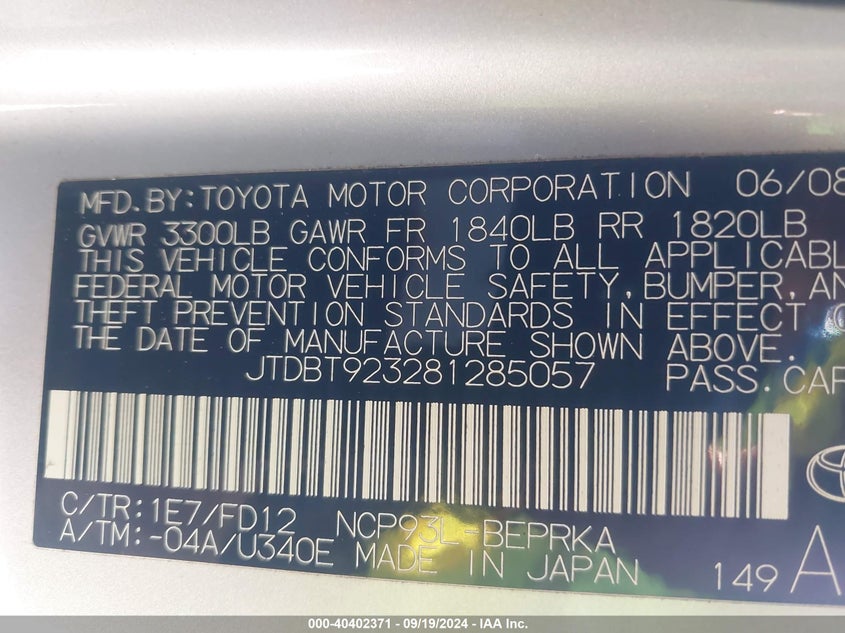 MFD.BY:TOYOTA MOTOR CORPORATION 06/08
GVWR 3300LB GAWR FR 1840LB RR 1820LB
THIS VEHICLE CONFORMS TO ALL APPLICABL
FEDERAL MOTOR VEHICLE SAFETY,BUMPER,AN
THEFT PREVENTION STANDARDS IN EFFECT O
THE DATE OF MANUFACTURE SHOWN ABOVE.
JTDBT923281285057 PASS.CAR
C/TR:1E7/FD12 NCP93L-BEPRKA
A/TM:-04A/U340E MADE IN JAPAN 149 A
000-40402371 - 09/19/2024 - IAA Inc.